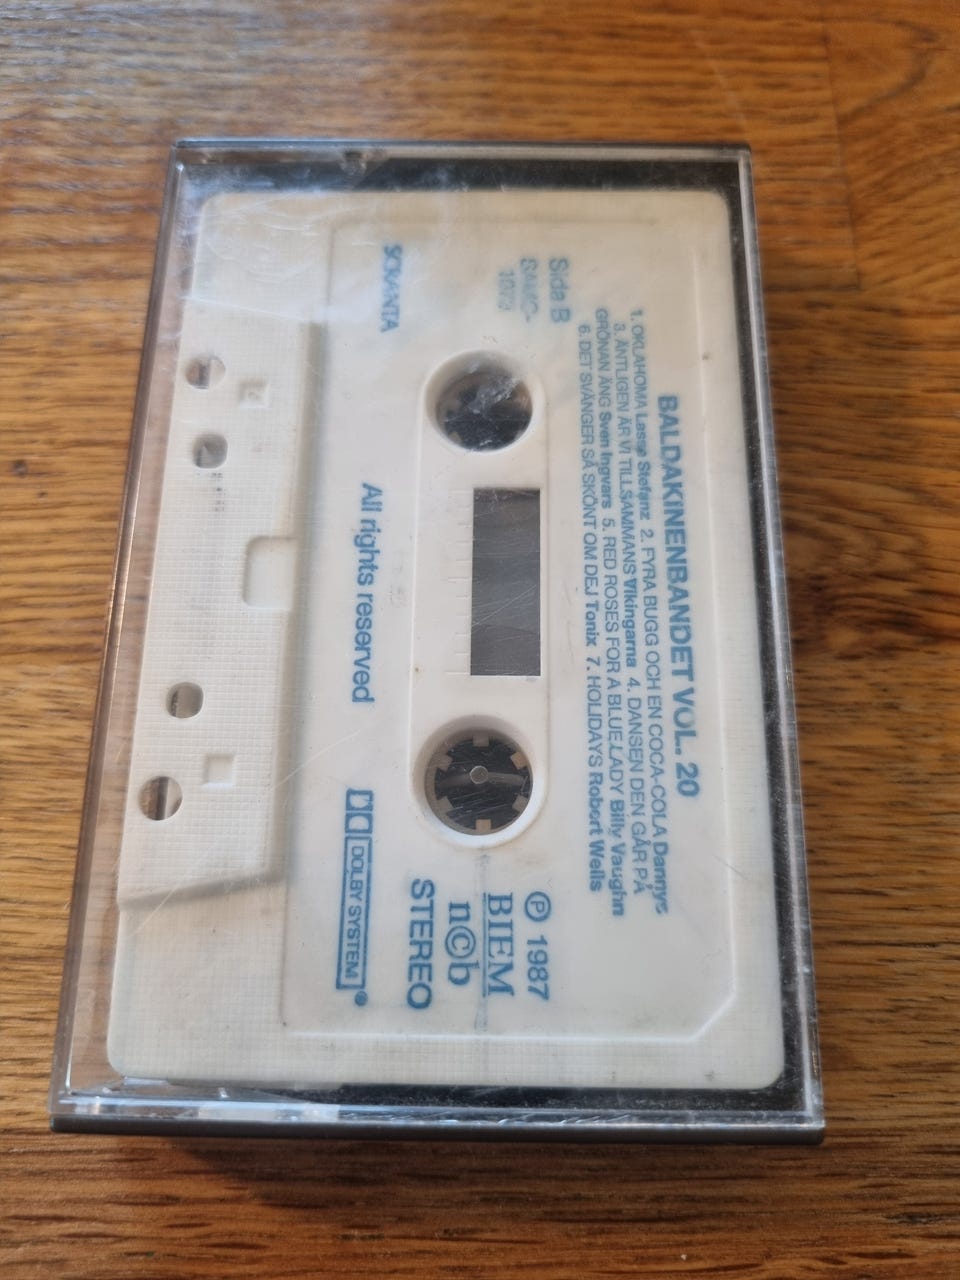 BALDAKINENBANDET VOL. 20
1. OKLAHOMA Lasse Stefanz 2. FYRA BUGG OCH EN COCA-COLA Dannys
3. ÄNTLIGEN ÄR VI TILLSAMMANS Vikingarna 4. DANSEN DEN GÅR PÅ
GRÖNAN ÄNG Sven Ingvars 5. RED ROSES FOR A BLUE LADY Billy Vaughn
6. DET SVÄNGER SÅ SKÖNT OM DEJ Tonix 7. HOLIDAYS Robert Wells
Side B
SAMC-
℗ 1987
BIEM
n©b
STEREO
SONANTA
All rights reserved
DOLBY SYSTEM